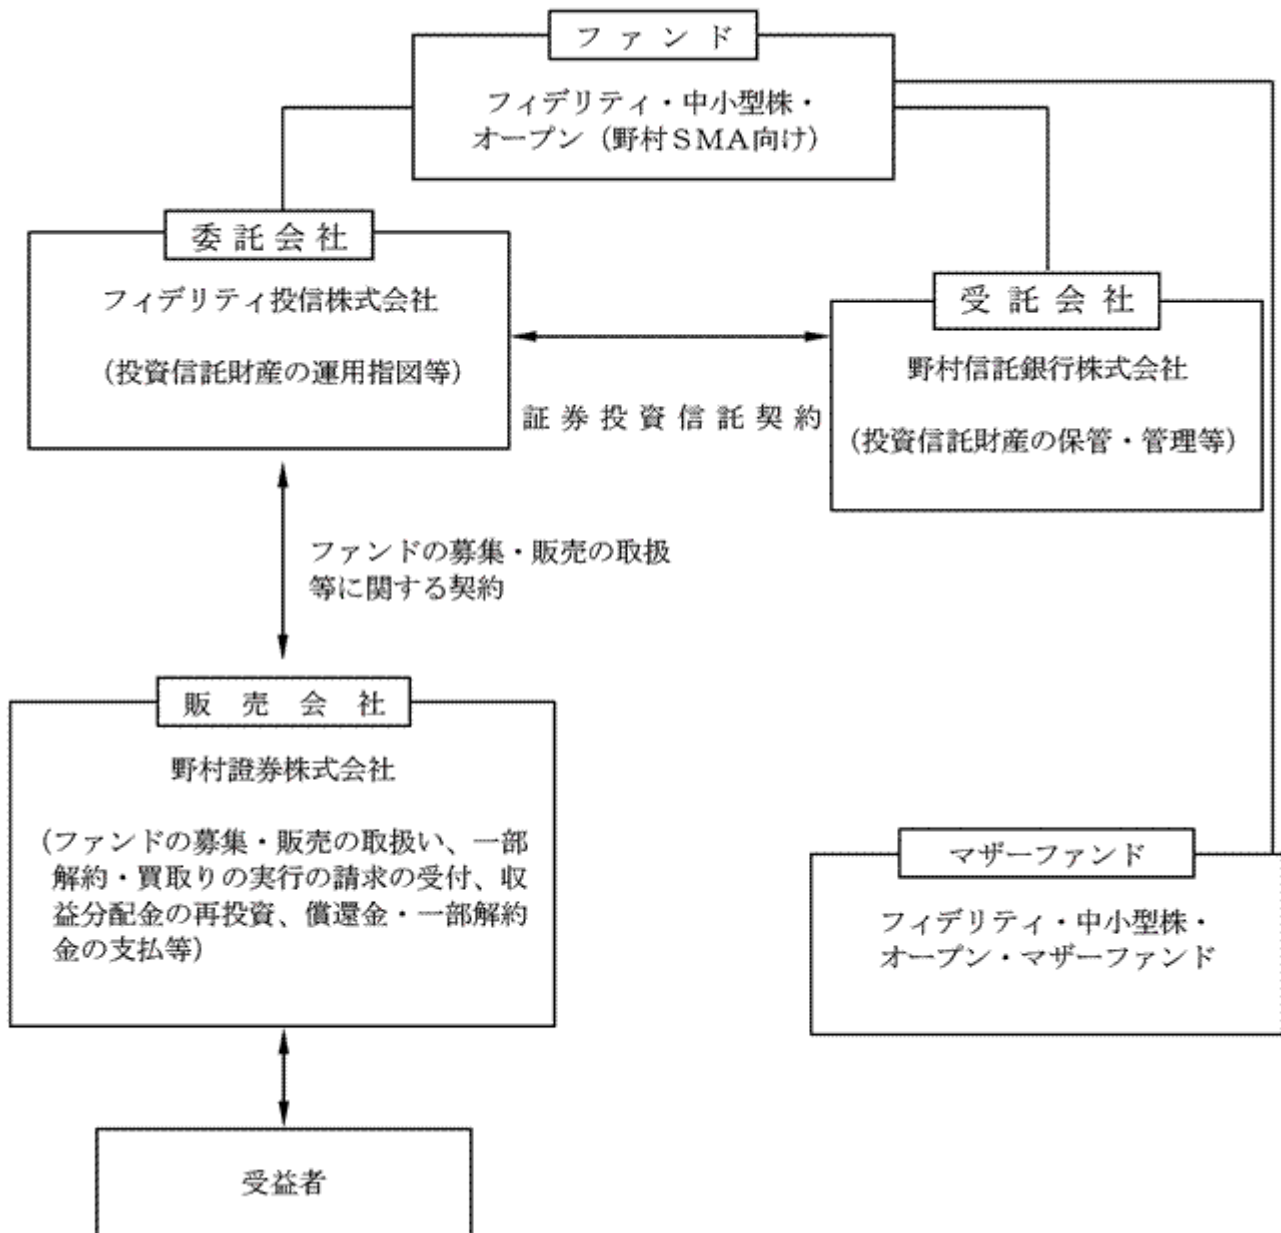 ファンド
フィデリティ・中小型株・
オープン（野村ＳＭＡ向け）
委託会社
フィデリティ投信株式会社
（投資信託財産の運用指図等）
受託会社
野村信託銀行株式会社
（投資信託財産の保管・管理等）
証券投資信託契約
ファンドの募集・販売の取扱
等に関する契約
販売会社
野村證券株式会社
（ファンドの募集・販売の取扱い、一部
解約・買取りの実行の請求の受付、収
益分配金の再投資、償還金・一部解約
金の支払等）
マザーファンド
フィデリティ・中小型株・
オープン・マザーファンド
受益者